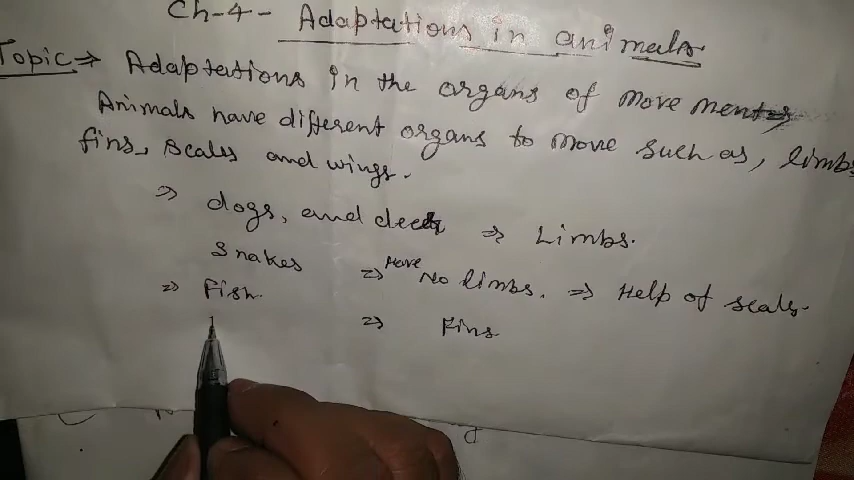 Ch-4- Adaptations in animals
Topic⇒ Adaptations in the organs of movements
Animals have different organs to move such as, limbs
fins, scales and wings.
⇒ dogs, and deer ⇒ Limbs.
Snakes ⇒ Have No limbs. ⇒ Help of scals.
⇒ Fish. ⇒ Fins